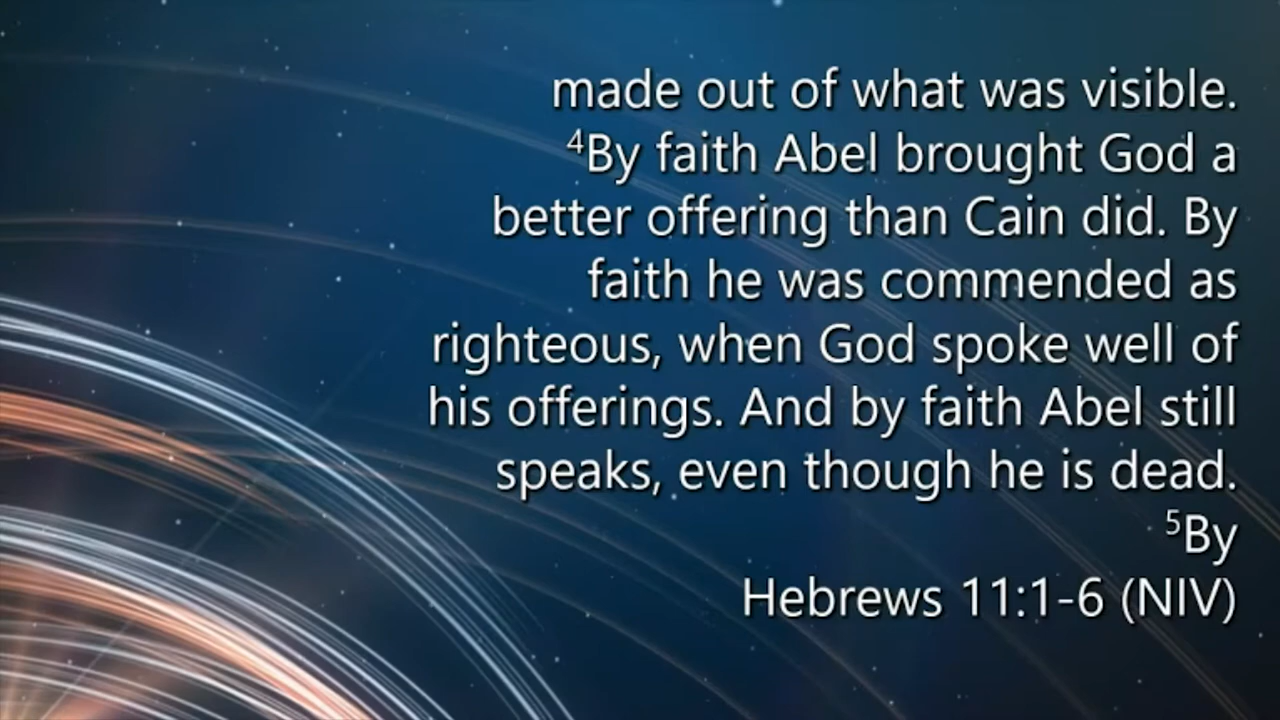 made out of what was visible.
⁴By faith Abel brought God a
better offering than Cain did. By
faith he was commended as
righteous, when God spoke well of
his offerings. And by faith Abel still
speaks, even though he is dead.
⁵By
Hebrews 11:1-6 (NIV)